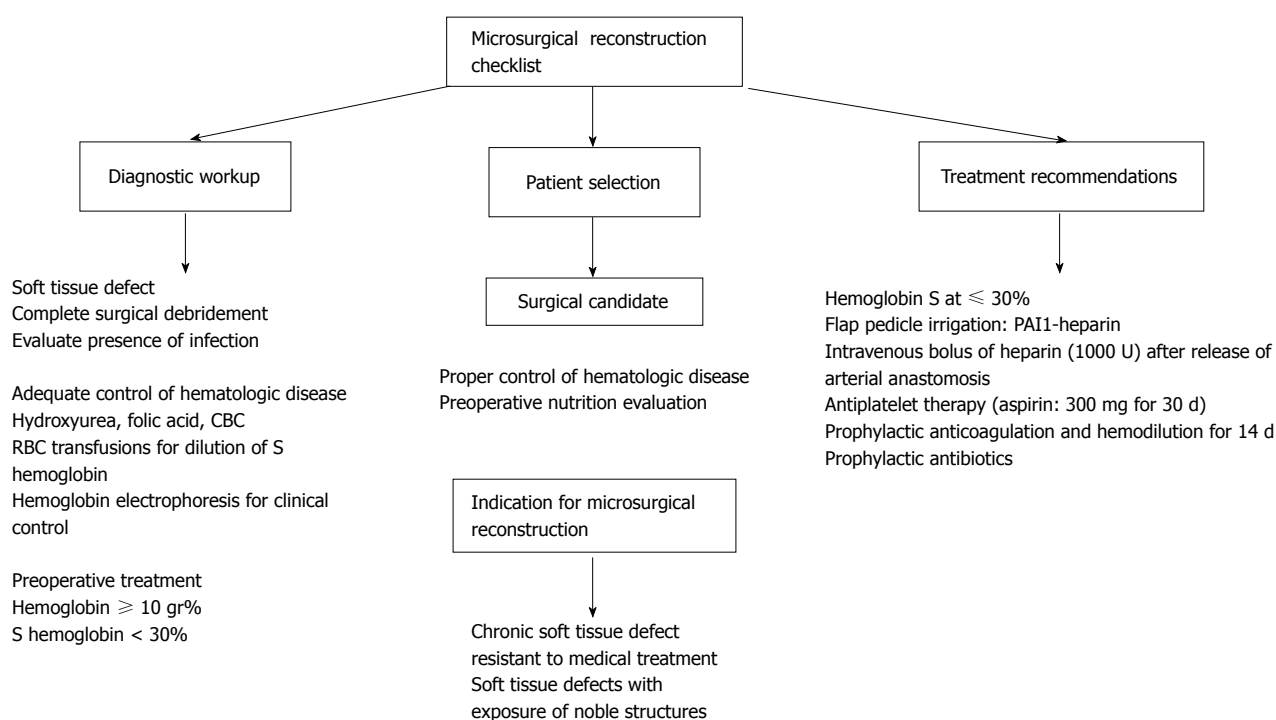 Microsurgical reconstruction
checklist
Diagnostic workup
Patient selection
Treatment recommendations
Soft tissue defect
Complete surgical debridement
Evaluate presence of infection
Adequate control of hematologic disease
Hydroxyurea, folic acid, CBC
RBC transfusions for dilution of S
hemoglobin
Hemoglobin electrophoresis for clinical
control
Preoperative treatment
Hemoglobin ≥ 10 gr%
S hemoglobin < 30%
Surgical candidate
Proper control of hematologic disease
Preoperative nutrition evaluation
Indication for microsurgical
reconstruction
Chronic soft tissue defect
resistant to medical treatment
Soft tissue defects with
exposure of noble structures
Hemoglobin S at ≤ 30%
Flap pedicle irrigation: PAI1-heparin
Intravenous bolus of heparin (1000 U) after release of
arterial anastomosis
Antiplatelet therapy (aspirin: 300 mg for 30 d)
Prophylactic anticoagulation and hemodilution for 14 d
Prophylactic antibiotics